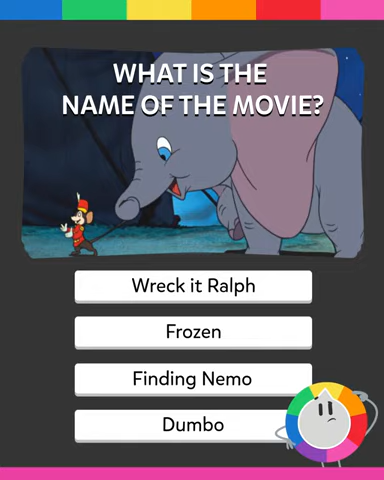 WHAT IS THE
NAME OF THE MOVIE?
Wreck it Ralph
Frozen
Finding Nemo
Dumbo